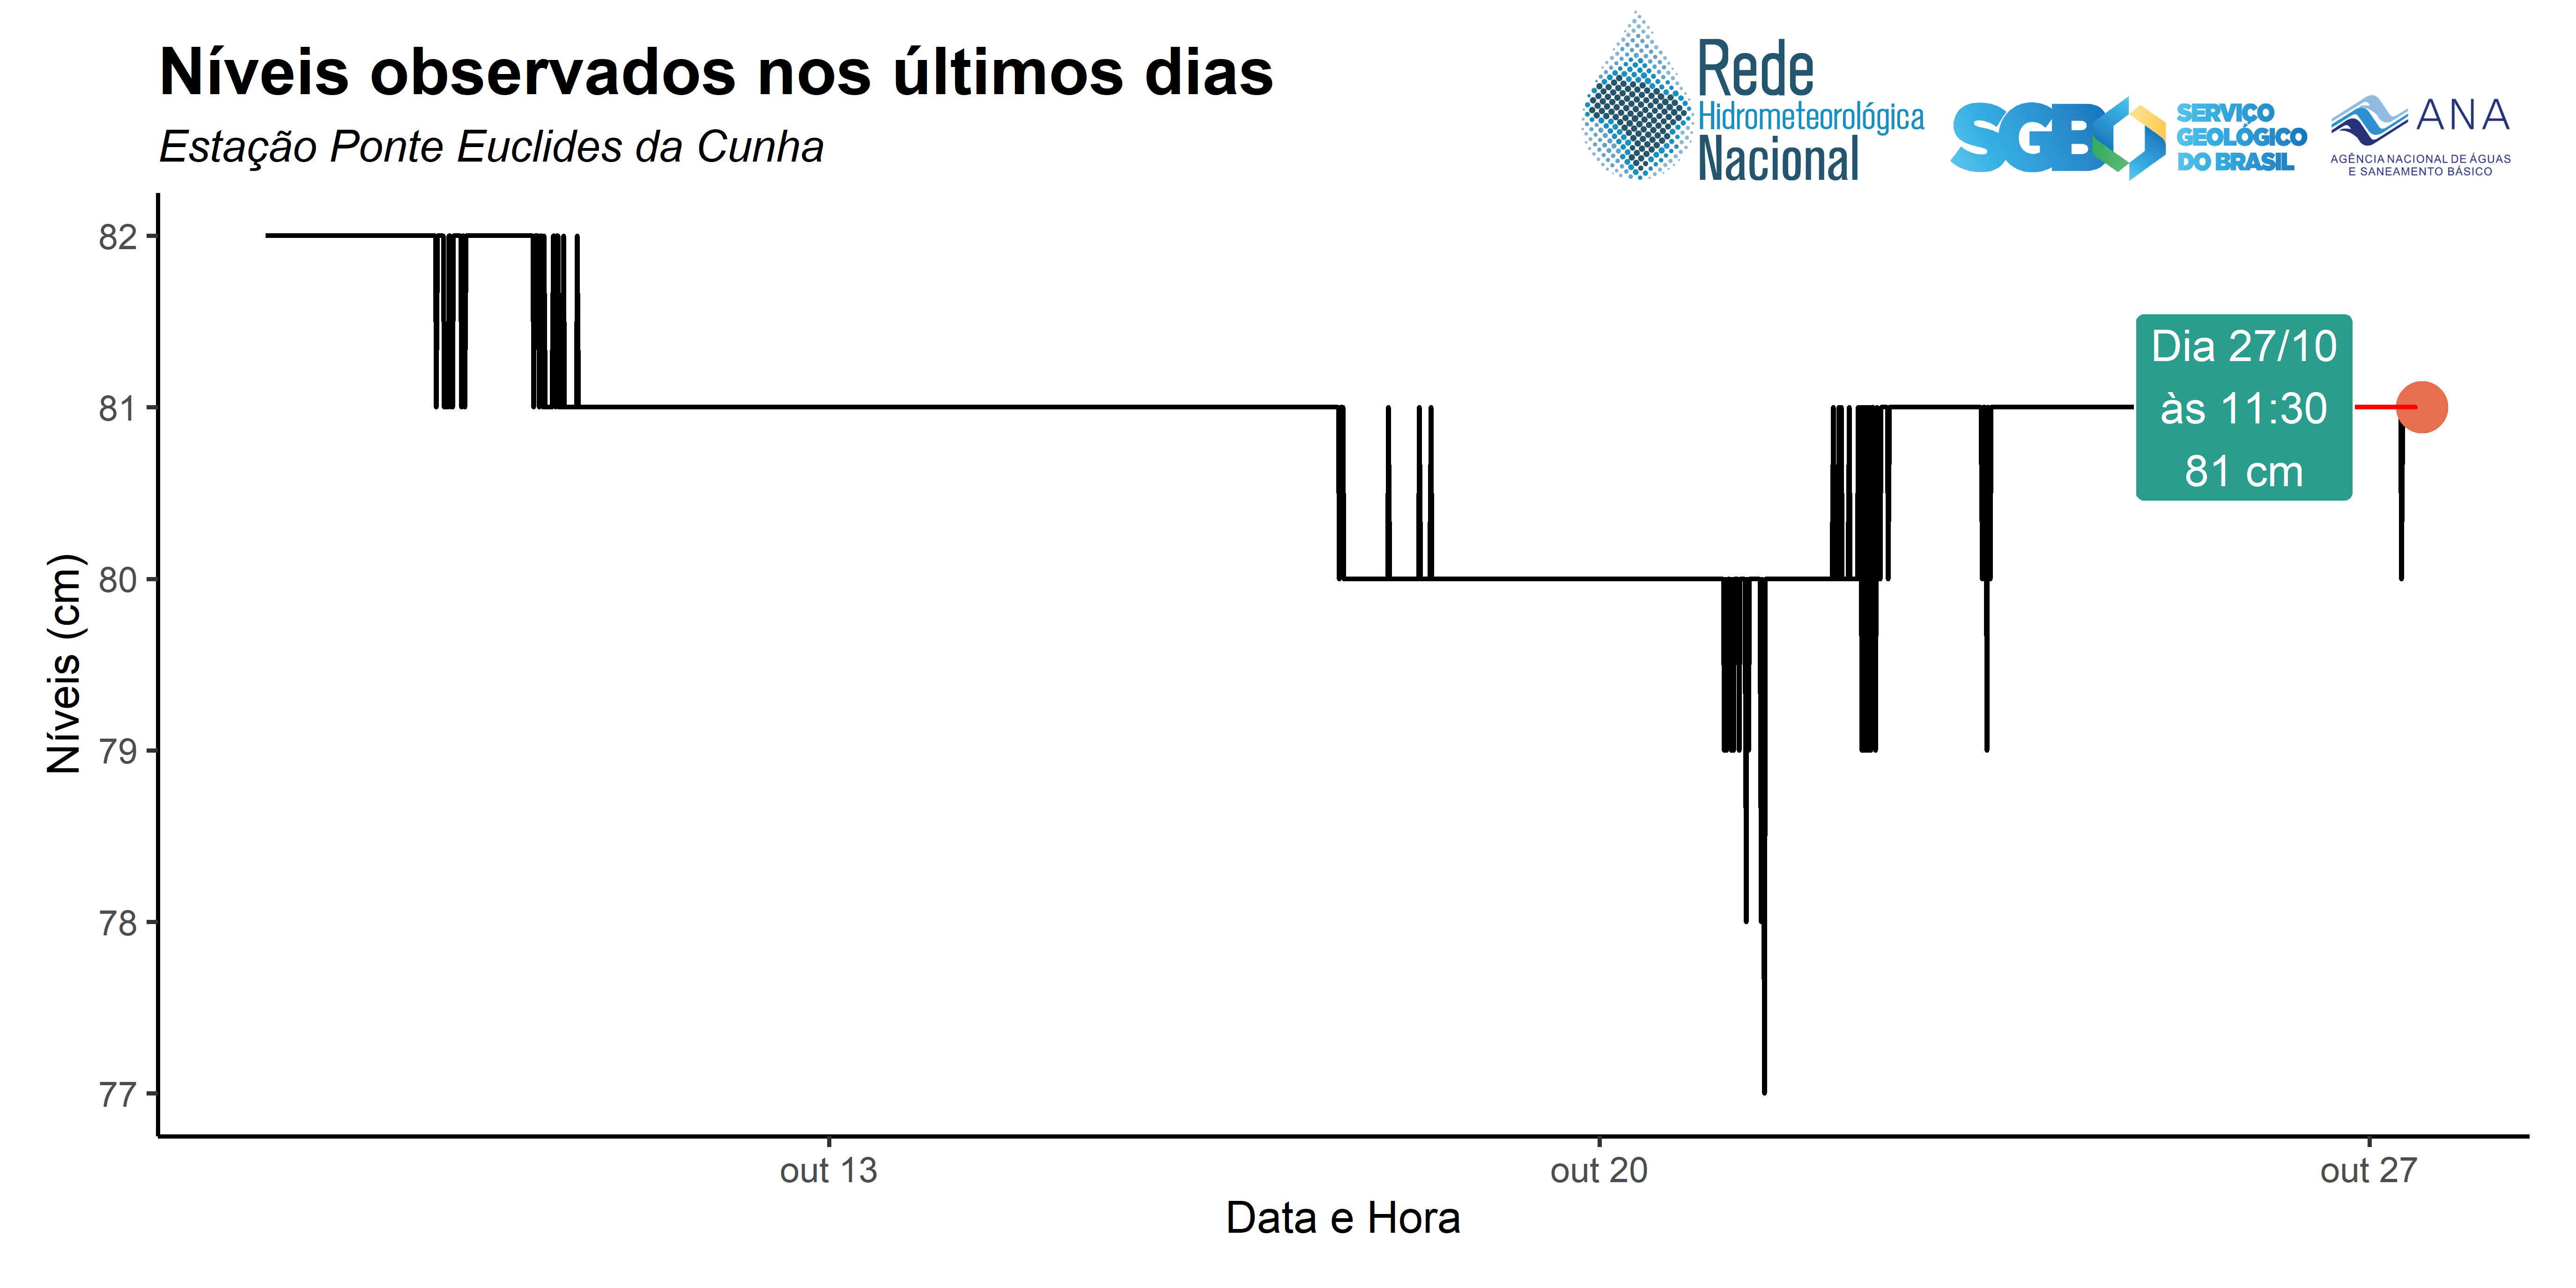 Níveis observados nos últimos dias
Estação Ponte Euclides da Cunha
Rede
Hidrometeorológica
Nacional
SGB
SERVIÇO
GEOLÓGICO
DO BRASIL
ANA
AGÊNCIA NACIONAL DE ÁGUAS
E SANEAMENTO BÁSICO
82
81
80
79
78
77
Níveis (cm)
Dia 27/10
às 11:30
81 cm
out 13
out 20
out 27
Data e Hora